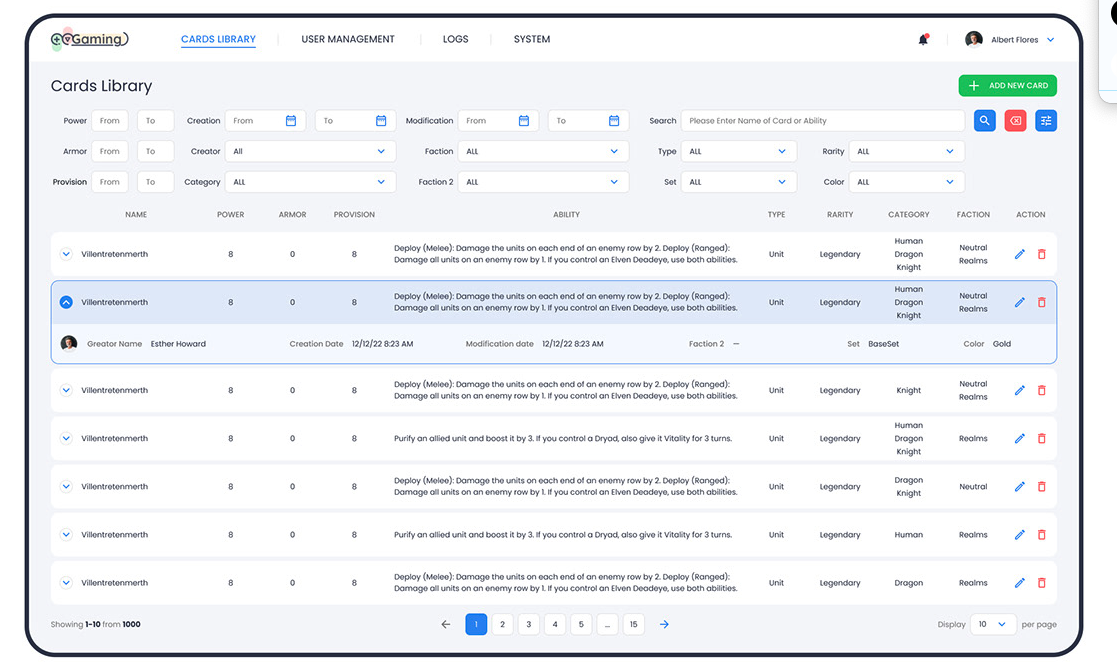 Gaming
CARDS LIBRARY
USER MANAGEMENT
LOGS
SYSTEM
Albert Flores
Cards Library
ADD NEW CARD
Power From To Creation From To Modification From To Search Please Enter Name of Card or Ability
Armor From To Creator All Faction ALL Type ALL Rarity ALL
Provision From To Category ALL Faction 2 ALL Set ALL Color ALL
NAME POWER ARMOR PROVISION ABILITY TYPE RARITY CATEGORY FACTION ACTION
Villentretenmerth 8 0 8
Deploy (Melee): Damage the units on each end of an enemy row by 2. Deploy (Ranged):
Damage all units on an enemy row by 1. If you control an Elven Deadeye, use both abilities.
Unit Legendary
Human
Dragon
Knight
Neutral
Realms
Villentretenmerth 8 0 8
Deploy (Melee): Damage the units on each end of an enemy row by 2. Deploy (Ranged):
Damage all units on an enemy row by 1. If you control an Elven Deadeye, use both abilities.
Unit Legendary
Human
Dragon
Knight
Neutral
Realms
Greator Name Esther Howard Creation Date 12/12/22 8:23 AM Modification date 12/12/22 8:23 AM Faction 2 — Set BaseSet Color Gold
Villentretenmerth 8 0 8
Deploy (Melee): Damage the units on each end of an enemy row by 2. Deploy (Ranged):
Damage all units on an enemy row by 1. If you control an Elven Deadeye, use both abilities.
Unit Legendary Knight
Neutral
Realms
Villentretenmerth 8 0 8 Purify an allied unit and boost it by 3. If you control a Dryad, also give it Vitality for 3 turns. Unit Legendary
Human
Dragon
Knight
Realms
Villentretenmerth 8 0 8
Deploy (Melee): Damage the units on each end of an enemy row by 2. Deploy (Ranged):
Damage all units on an enemy row by 1. If you control an Elven Deadeye, use both abilities.
Unit Legendary
Dragon
Knight
Neutral
Villentretenmerth 8 0 8 Purify an allied unit and boost it by 3. If you control a Dryad, also give it Vitality for 3 turns. Unit Legendary Human Realms
Villentretenmerth 8 0 8
Deploy (Melee): Damage the units on each end of an enemy row by 2. Deploy (Ranged):
Damage all units on an enemy row by 1. If you control an Elven Deadeye, use both abilities.
Unit Legendary Dragon Realms
Showing 1-10 from 1000
1 2 3 4 5 ... 15
Display 10 per page